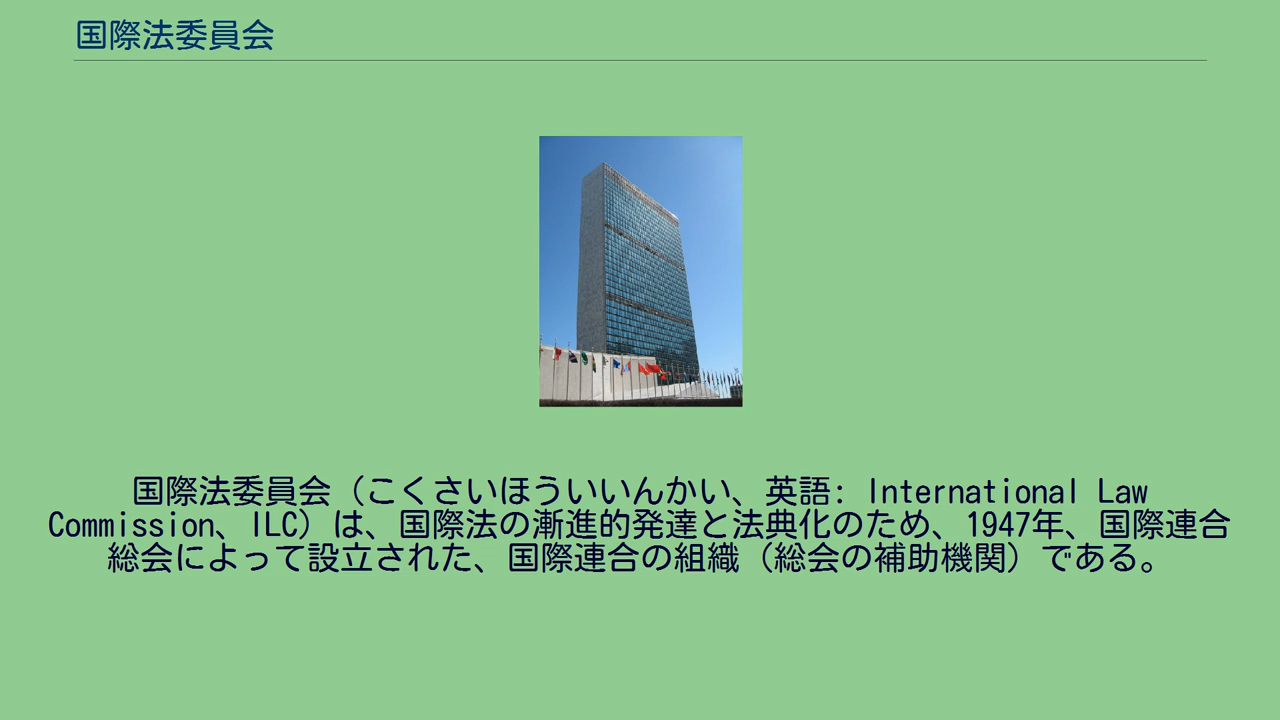 国際法委員会
国際法委員会（こくさいほういいんかい、英語: International Law
Commission、ILC）は、国際法の漸進的発達と法典化のため、1947年、国際連合
総会によって設立された、国際連合の組織（総会の補助機関）である。